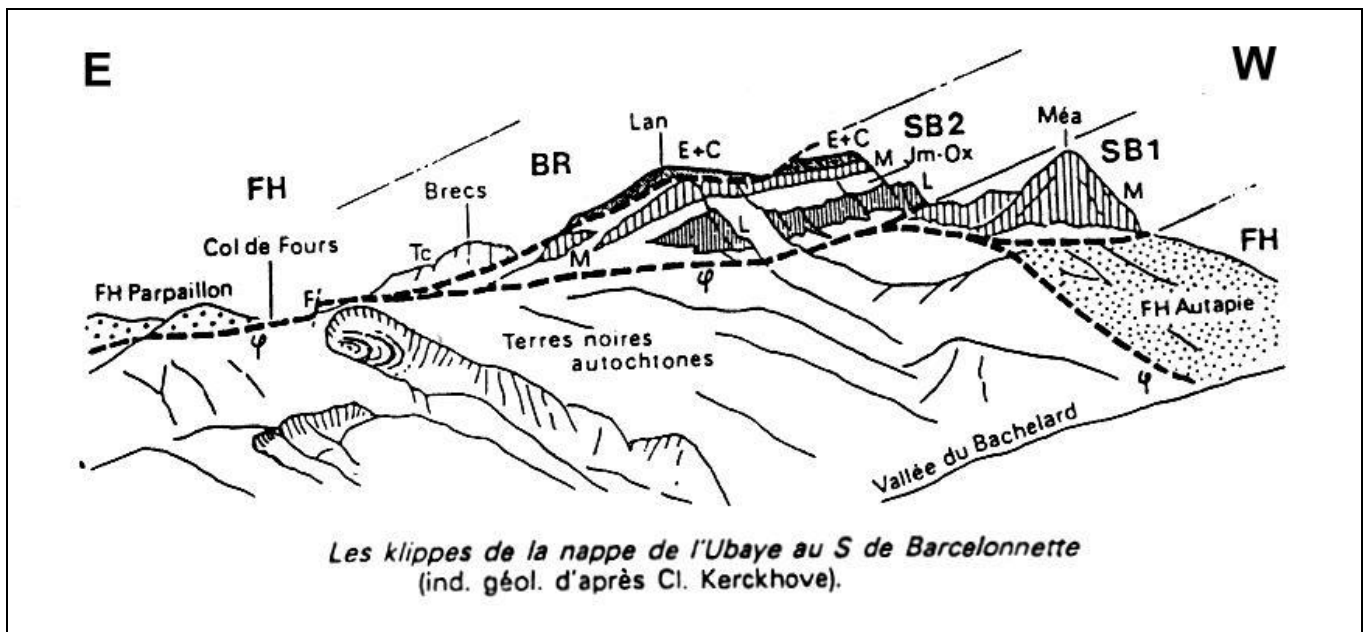 E
W
Méa
Lan
E+C
E+C
SB2
M
Jm-Ox
SB1
BR
L
M
Brecs
FH
Col de Fours
Tc
L
FH
M
FH Parpaillon
φ
φ
FH Autapie
Terres noires
autochtones
φ
Vallée du Bachelard
Les klippes de la nappe de l'Ubaye au S de Barcelonnette
(ind. géol. d'après Cl. Kerckhove).